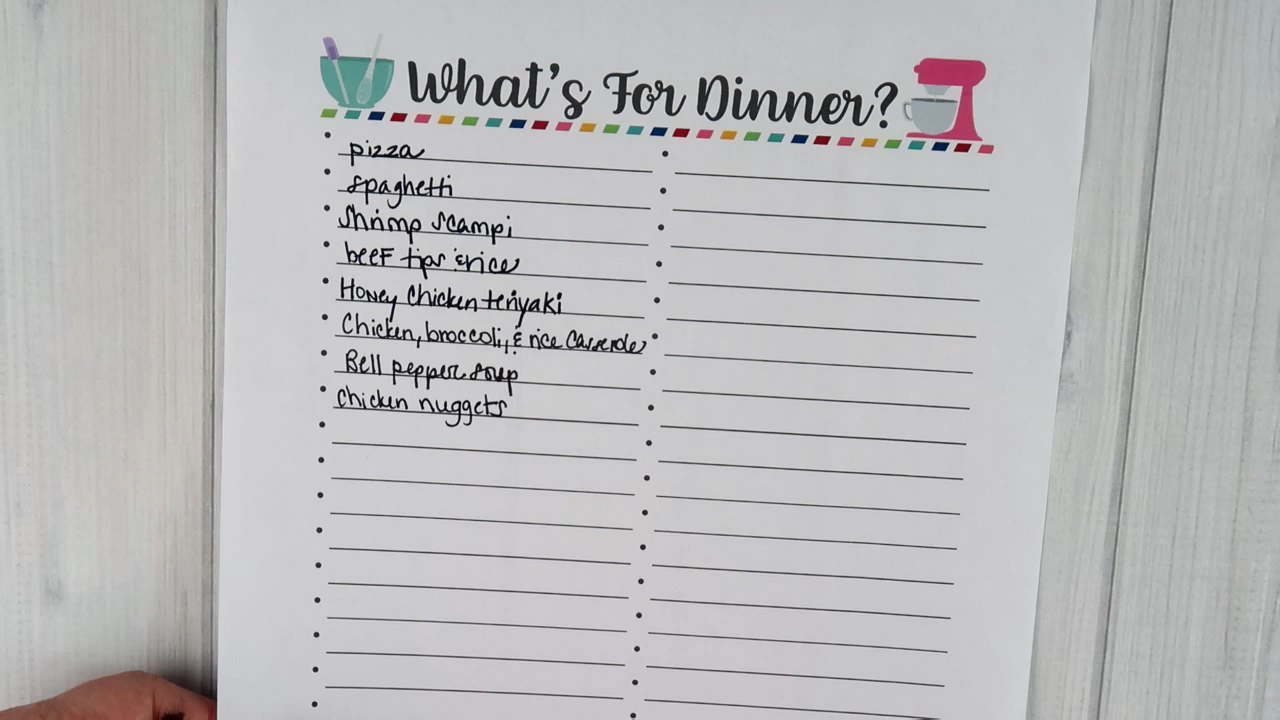 What's For Dinner?
pizza
spaghetti
Shrimp scampi
beef tips & rice
Honey Chicken teriyaki
Chicken, broccoli, & rice Casserole
Bell pepper soup
Chicken nuggets